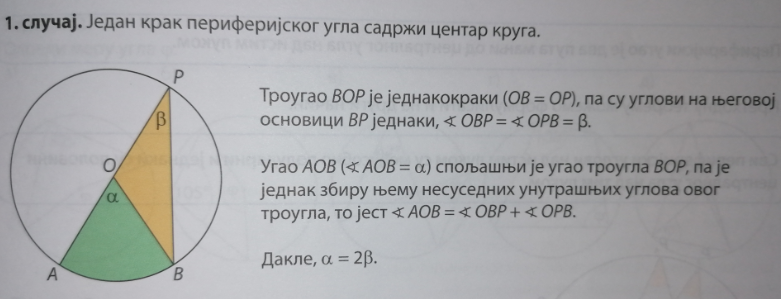 1. случај. Један крак периферијског угла садржи центар круга.
P
β
O
α
A
B
Троугао BOP је једнакокраки (OB = OP), па су углови на његовој
основици BP једнаки, ∢ OBP = ∢ OPB = β.
Угао AOB (∢ AOB = α) спољашњи је угао троугла BOP, па је
једнак збиру њему несуседних унутрашњих углова овог
троугла, то јест ∢ AOB = ∢ OBP + ∢ OPB.
Дакле, α = 2β.